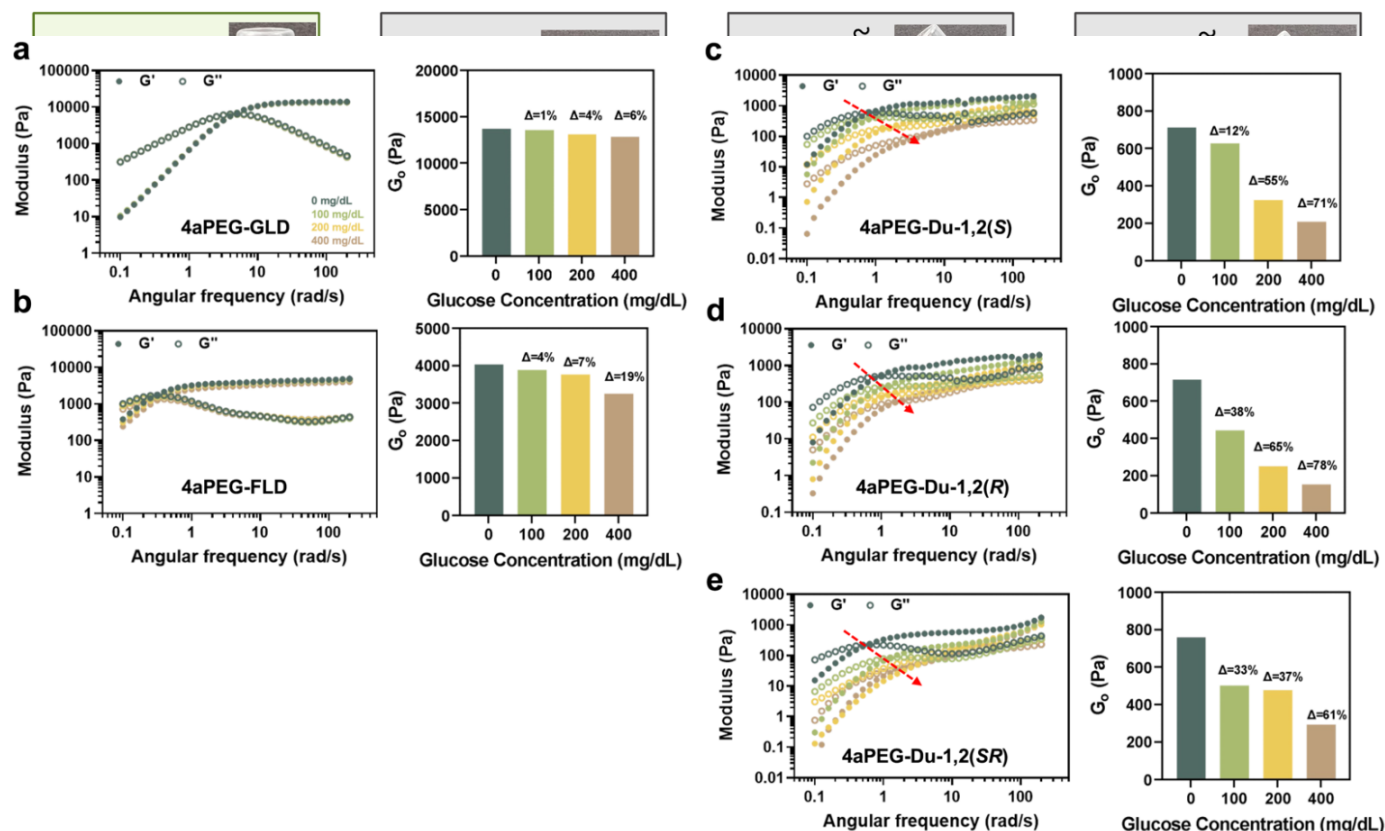 a
G' G''
100000
10000
1000
100
10
1
Modulus (Pa)
0 mg/dL
100 mg/dL
200 mg/dL
400 mg/dL
4aPEG-GLD
0.1 1 10 100
Angular frequency (rad/s)
20000
15000
10000
5000
0
G₀ (Pa)
Δ=1% Δ=4% Δ=6%
0 100 200 400
Glucose Concentration (mg/dL)
b
G' G''
100000
10000
1000
100
10
1
Modulus (Pa)
4aPEG-FLD
0.1 1 10 100
Angular frequency (rad/s)
5000
4000
3000
2000
1000
0
G₀ (Pa)
Δ=4%
Δ=7%
Δ=19%
0 100 200 400
Glucose Concentration (mg/dL)
c
~
~
G' G''
10000
1000
100
10
1
0.1
0.01
Modulus (Pa)
4aPEG-Du-1,2(S)
0.1 1 10 100
Angular frequency (rad/s)
1000
800
600
400
200
0
G₀ (Pa)
Δ=12%
Δ=55%
Δ=71%
0 100 200 400
Glucose Concentration (mg/dL)
d
G' G''
10000
1000
100
10
1
0.1
Modulus (Pa)
4aPEG-Du-1,2(R)
0.1 1 10 100
Angular frequency (rad/s)
1000
800
600
400
200
0
G₀ (Pa)
Δ=38%
Δ=65%
Δ=78%
0 100 200 400
Glucose Concentration (mg/dL)
e
G' G''
10000
1000
100
10
1
0.1
0.01
Modulus (Pa)
4aPEG-Du-1,2(SR)
0.1 1 10 100
Angular frequency (rad/s)
1000
800
600
400
200
0
G₀ (Pa)
Δ=33% Δ=37%
Δ=61%
0 100 200 400
Glucose Concentration (mg/dL)